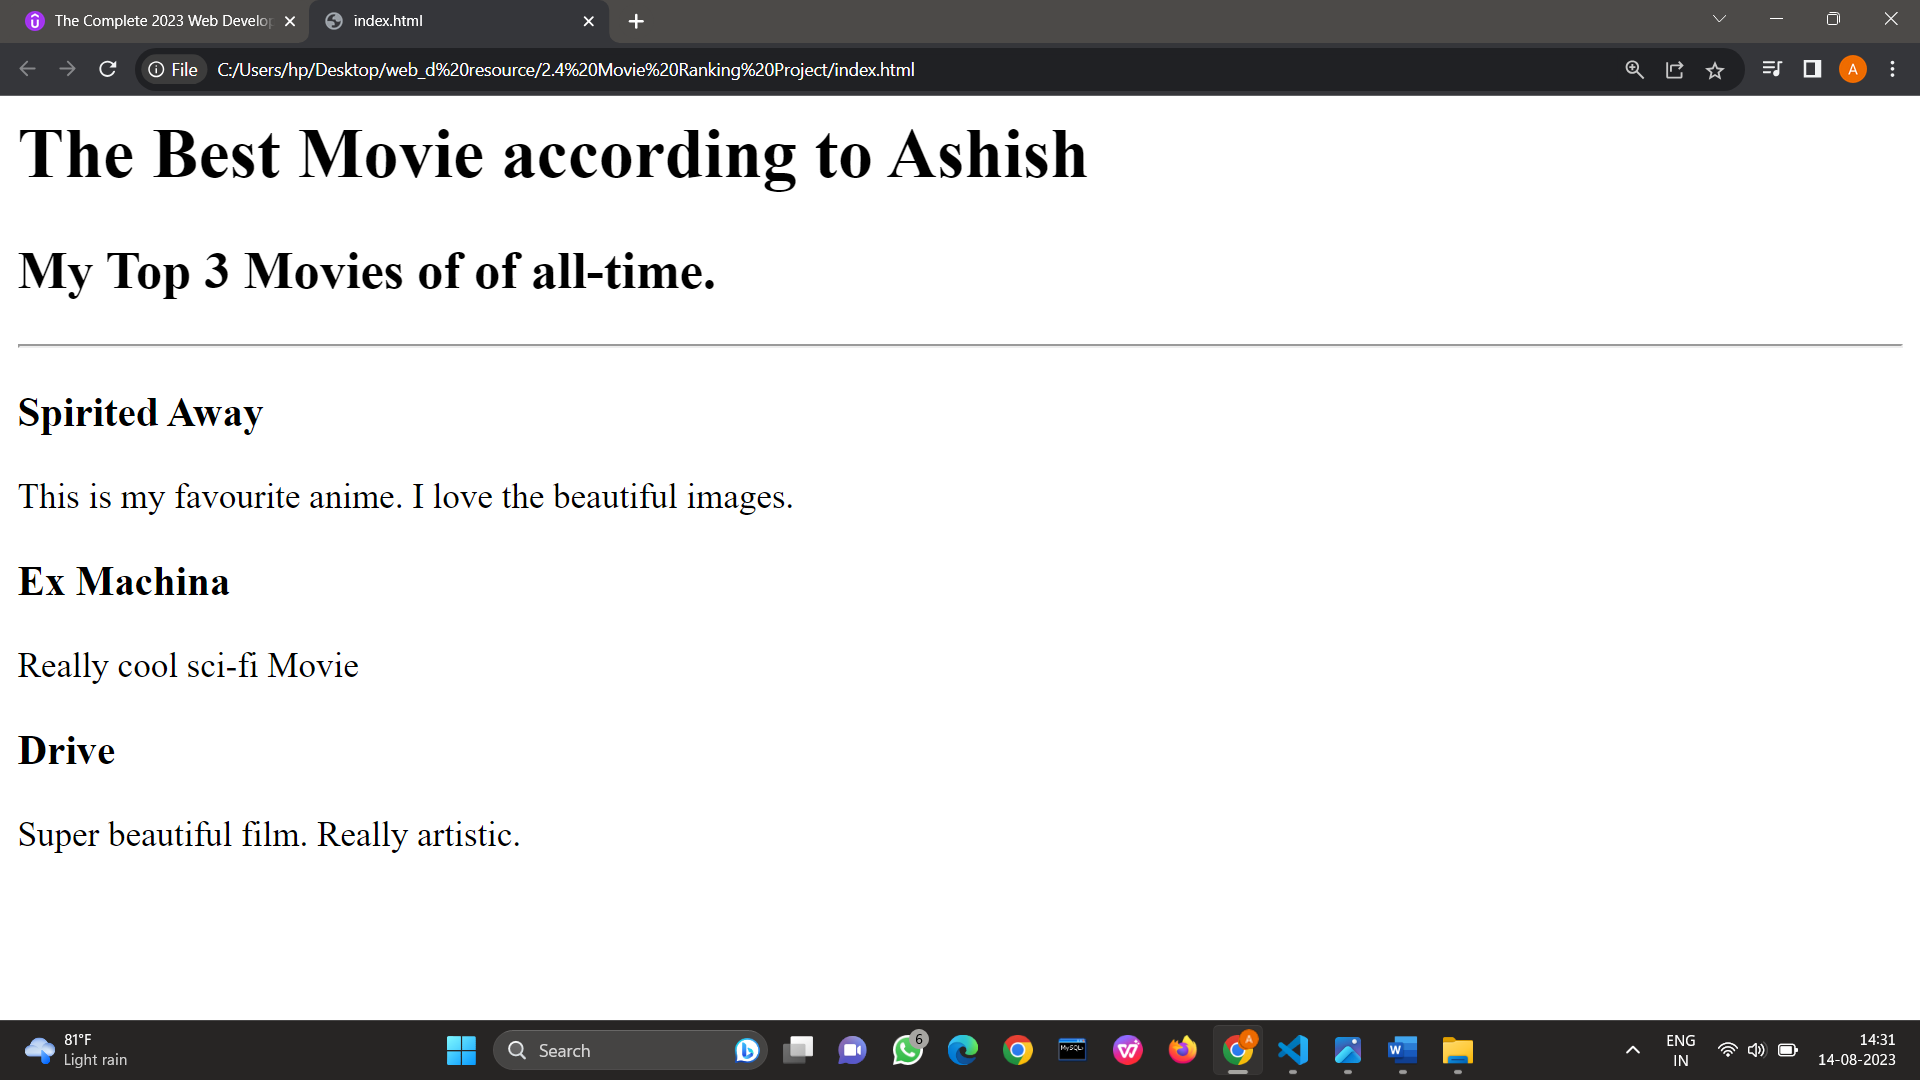 The Complete 2023 Web Develop
index.html
File C:/Users/hp/Desktop/web_d%20resource/2.4%20Movie%20Ranking%20Project/index.html
A
The Best Movie according to Ashish
My Top 3 Movies of of all-time.
Spirited Away
This is my favourite anime. I love the beautiful images.
Ex Machina
Really cool sci-fi Movie
Drive
Super beautiful film. Really artistic.
81°F
Light rain
Search
6
MySQL
A
W
ENG
IN
14:31
14-08-2023